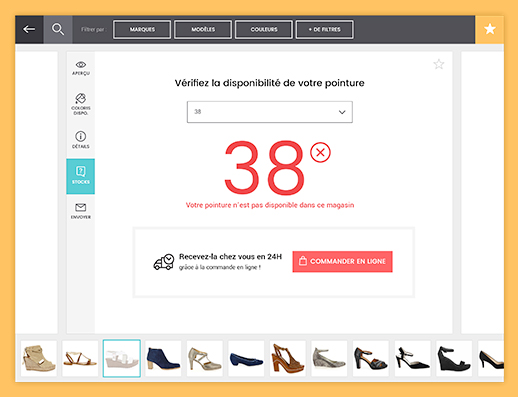 Filtrer par :
MARQUES
MODÈLES
COULEURS
+ DE FILTRES
APERÇU
COLORIS
DISPO.
DÉTAILS
STOCKS
ENVOYER
Vérifiez la disponibilité de votre pointure
38
38
Votre pointure n'est pas disponible dans ce magasin
Recevez-la chez vous en 24H
grâce à la commande en ligne !
COMMANDER EN LIGNE